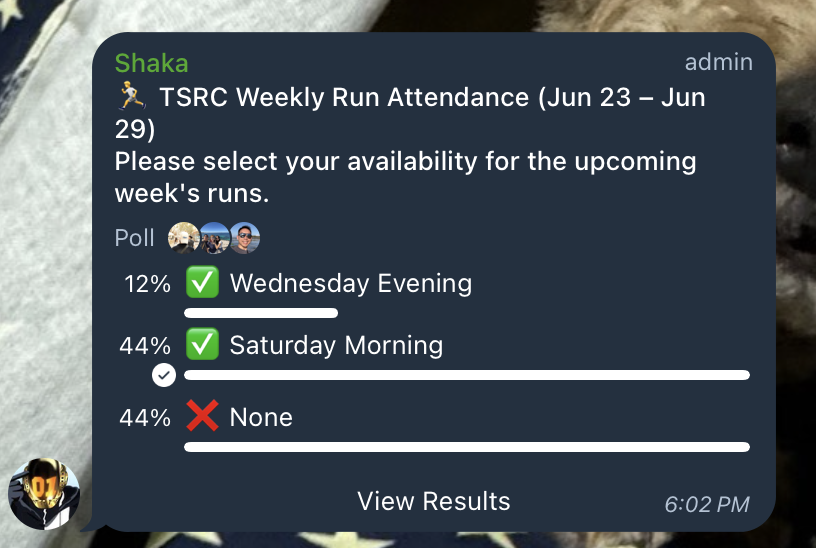 Shaka
admin
🏃 TSRC Weekly Run Attendance (Jun 23 – Jun
29)
Please select your availability for the upcoming
week's runs.
Poll
12% ✅ Wednesday Evening
44% ✅ Saturday Morning
44% ❌ None
View Results
6:02 PM
01